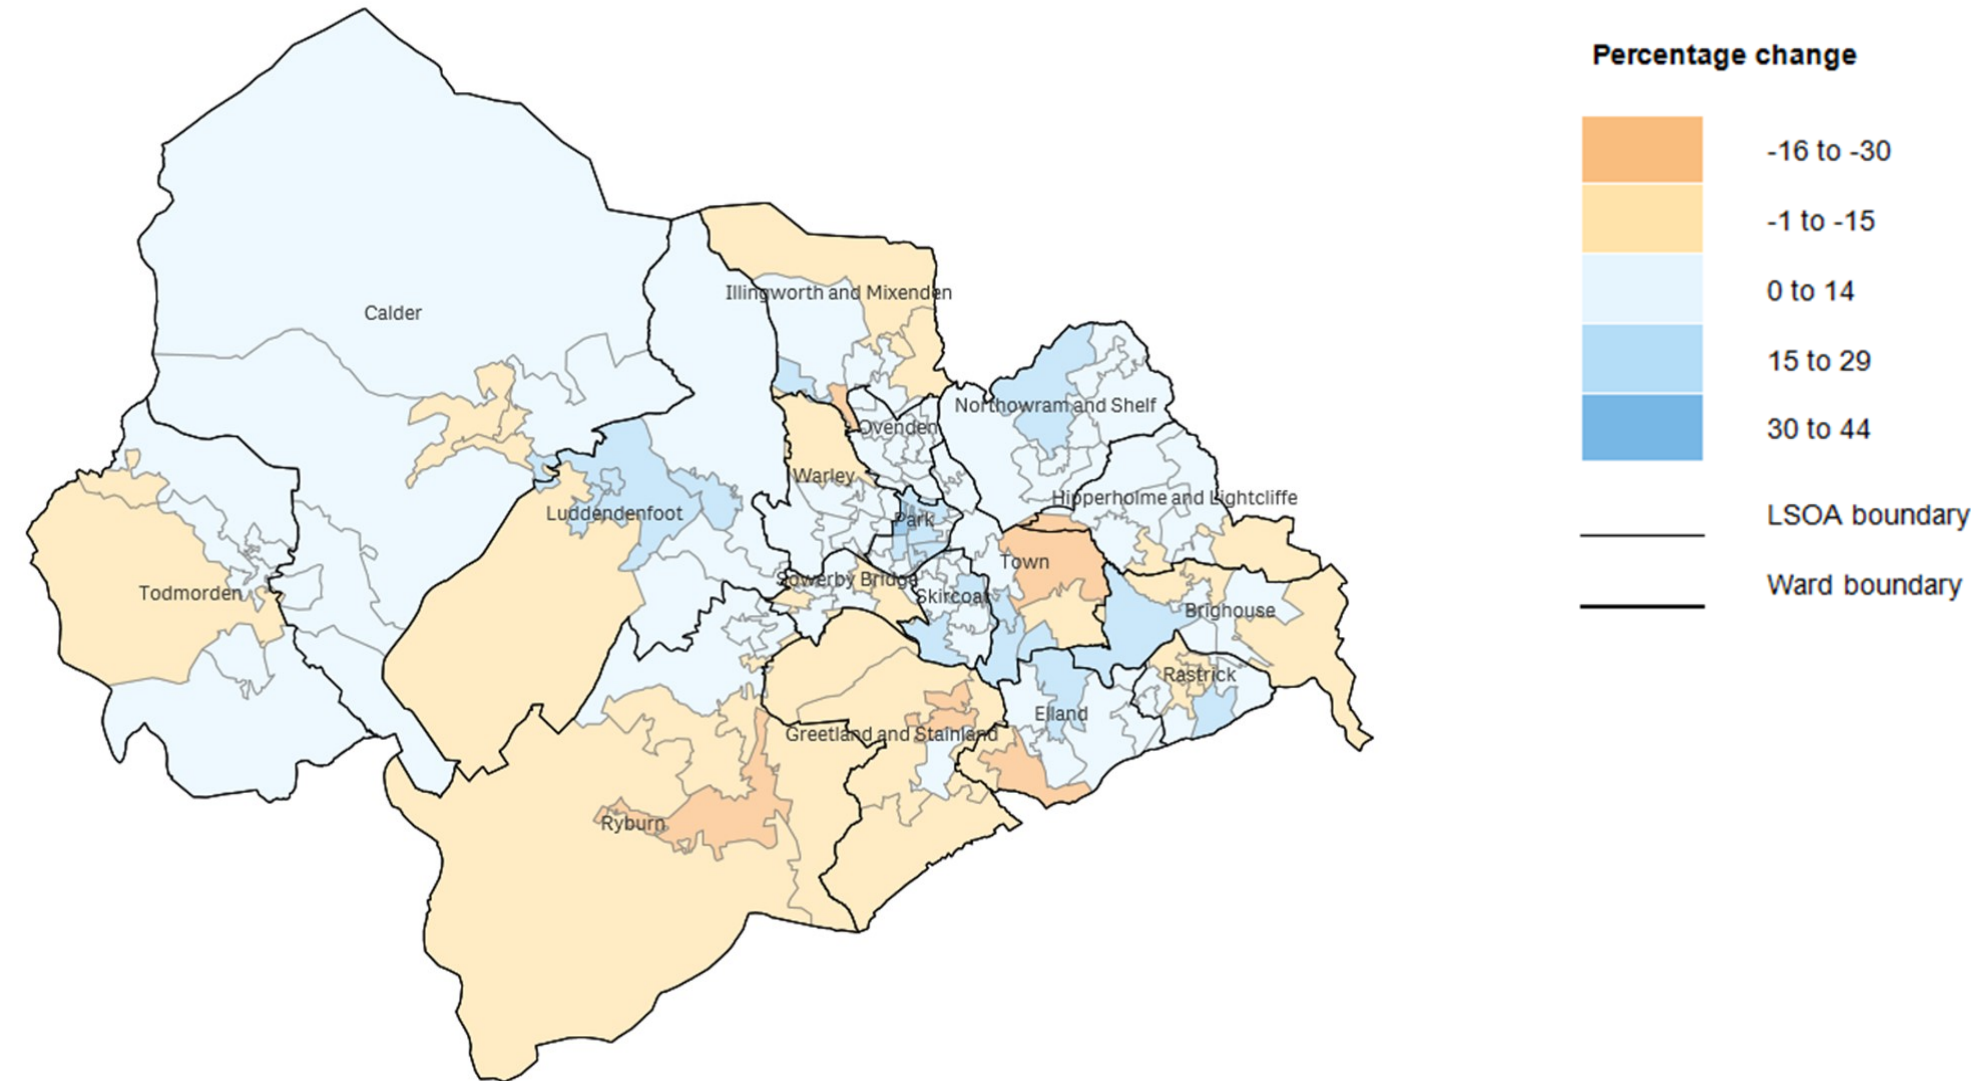 Percentage change
-16 to -30
-1 to -15
0 to 14
15 to 29
30 to 44
LSOA boundary
Ward boundary
Calder
Illingworth and Mixenden
Northowram and Shelf
Ovenden
Warley
Hipperholme and Lightcliffe
Luddendenfoot
Park
Town
Sowerby Bridge
Todmorden
Skircoat
Brighouse
Rastrick
Elland
Greetland and Stainland
Ryburn